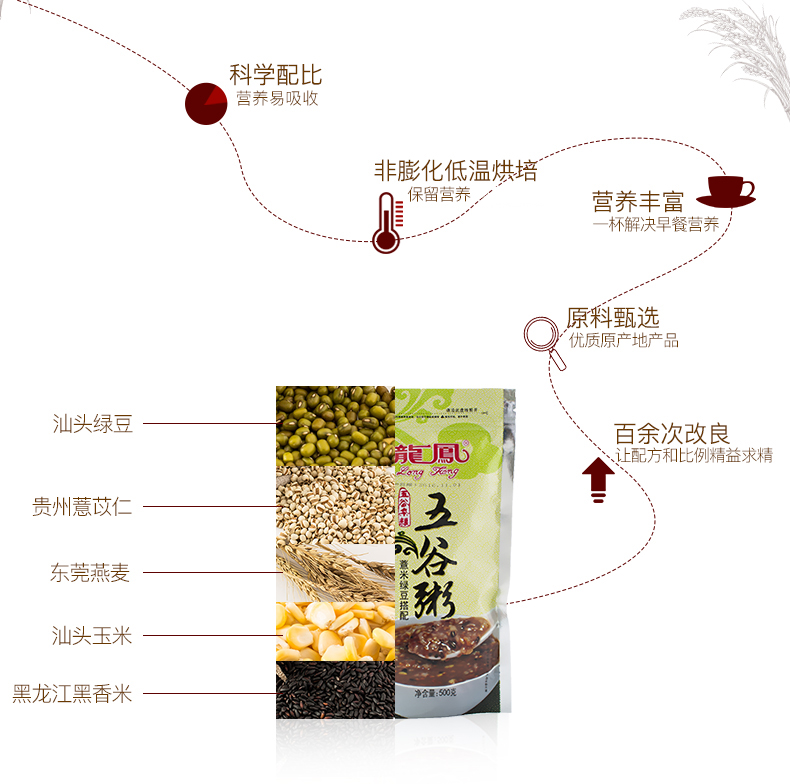 科学配比
营养易吸收
非膨化低温烘培
保留营养
营养丰富
一杯解决早餐营养
原料甄选
优质原产地产品
百余次改良
让配方和比例精益求精
汕头绿豆
贵州薏苡仁
东莞燕麦
汕头玉米
黑龙江黑香米
龍鳳®
Long Fong
五谷粥
薏米绿豆搭配
净含量:500克